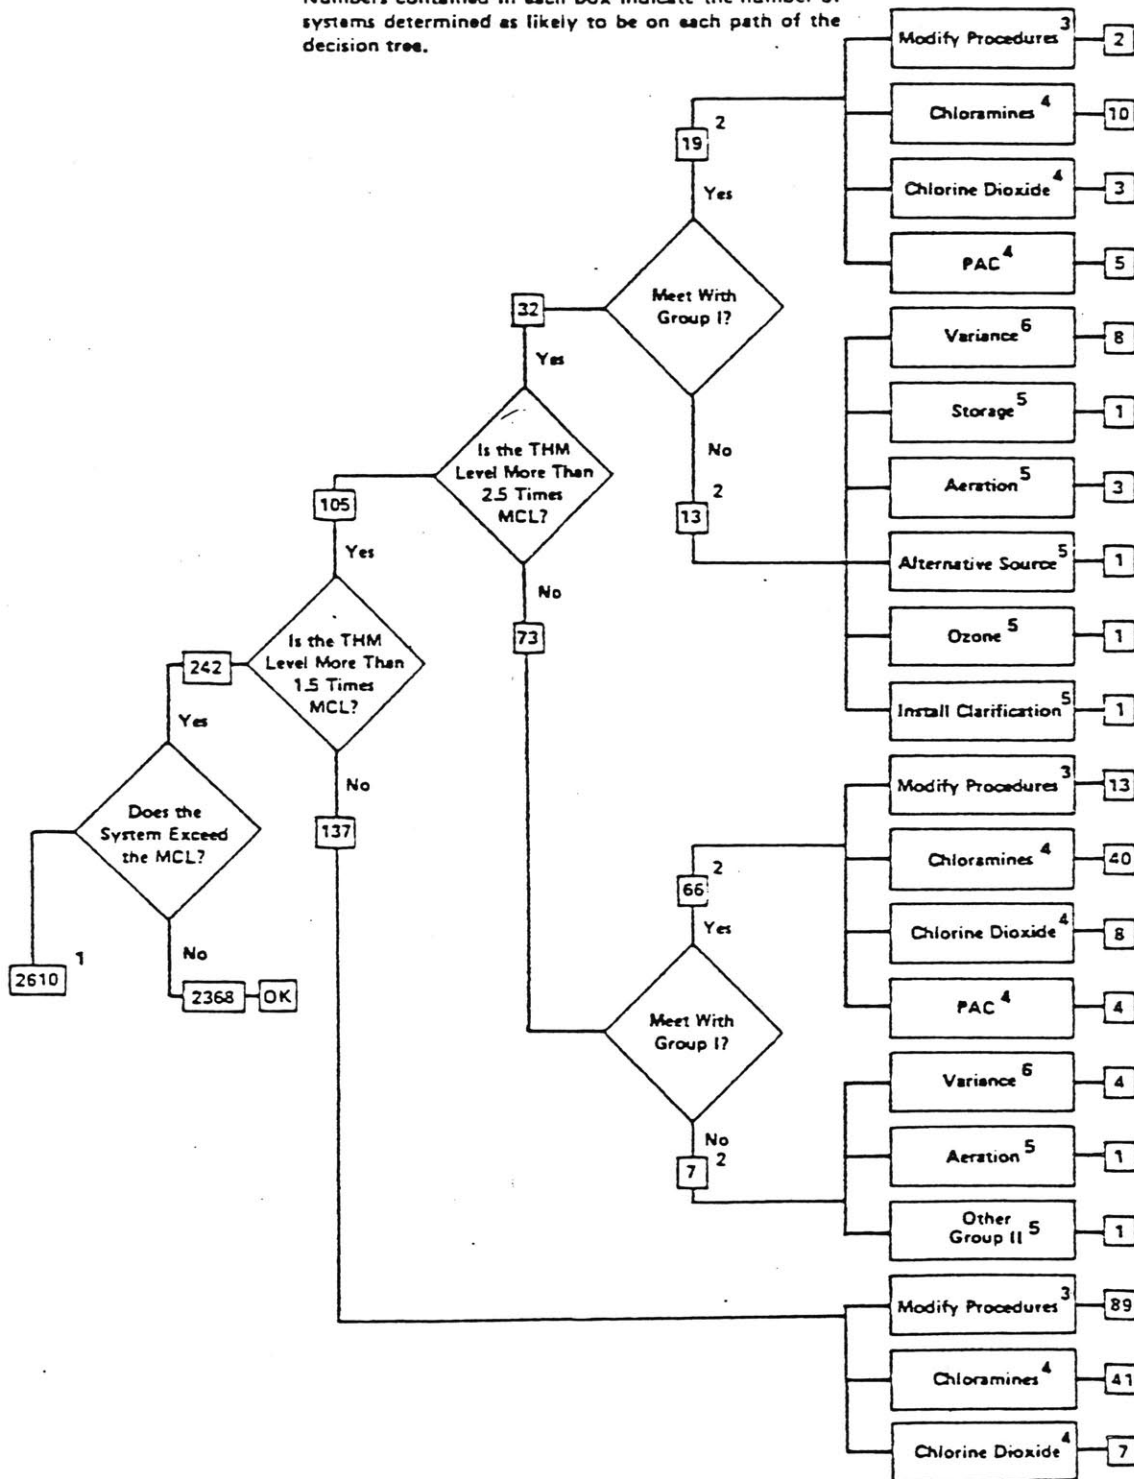 systems determined as likely to be on each path of the
decision tree.
Modify Procedures 3
2
Chloramines 4
10
Chlorine Dioxide 4
3
PAC 4
5
19 2
Yes
Meet With
Group I?
No
13 2
Variance 6
8
Storage 5
1
Aeration 5
3
Alternative Source 5
1
Ozone 5
1
Install Clarification 5
1
32
Yes
Is the THM
Level More Than
2.5 Times
MCL?
No
73
105
Yes
Is the THM
Level More Than
1.5 Times
MCL?
No
137
242
Yes
Does the
System Exceed
the MCL?
No
2610 1
2368
OK
Modify Procedures 3
13
Chloramines 4
40
Chlorine Dioxide 4
8
PAC 4
4
66 2
Yes
Meet With
Group I?
No
7 2
Variance 6
4
Aeration 5
1
Other
Group II 5
1
Modify Procedures 3
89
Chloramines 4
41
Chlorine Dioxide 4
7